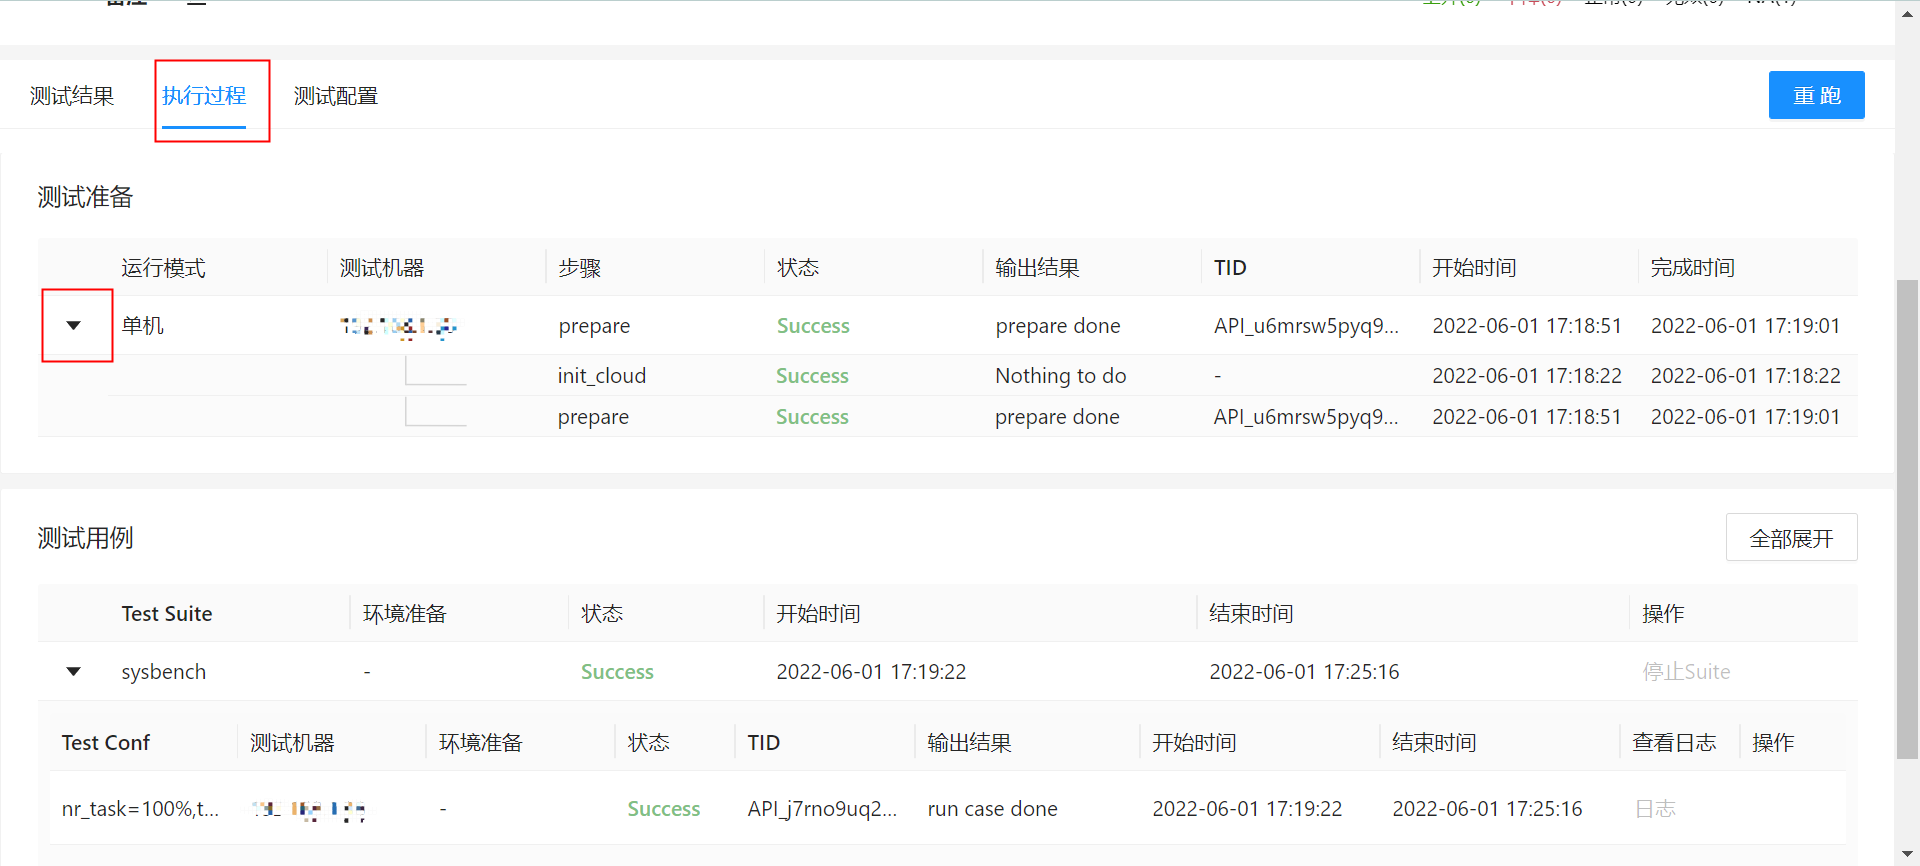 测试结果 执行过程 测试配置 重 跑
测试准备
运行模式 测试机器 步骤 状态 输出结果 TID 开始时间 完成时间
单机 prepare Success prepare done API_u6mrsw5pyq9... 2022-06-01 17:18:51 2022-06-01 17:19:01
init_cloud Success Nothing to do - 2022-06-01 17:18:22 2022-06-01 17:18:22
prepare Success prepare done API_u6mrsw5pyq9... 2022-06-01 17:18:51 2022-06-01 17:19:01
测试用例 全部展开
Test Suite 环境准备 状态 开始时间 结束时间 操作
sysbench - Success 2022-06-01 17:19:22 2022-06-01 17:25:16 停止Suite
Test Conf 测试机器 环境准备 状态 TID 输出结果 开始时间 结束时间 查看日志 操作
nr_task=100%,t... - Success API_j7rno9uq2... run case done 2022-06-01 17:19:22 2022-06-01 17:25:16 日志